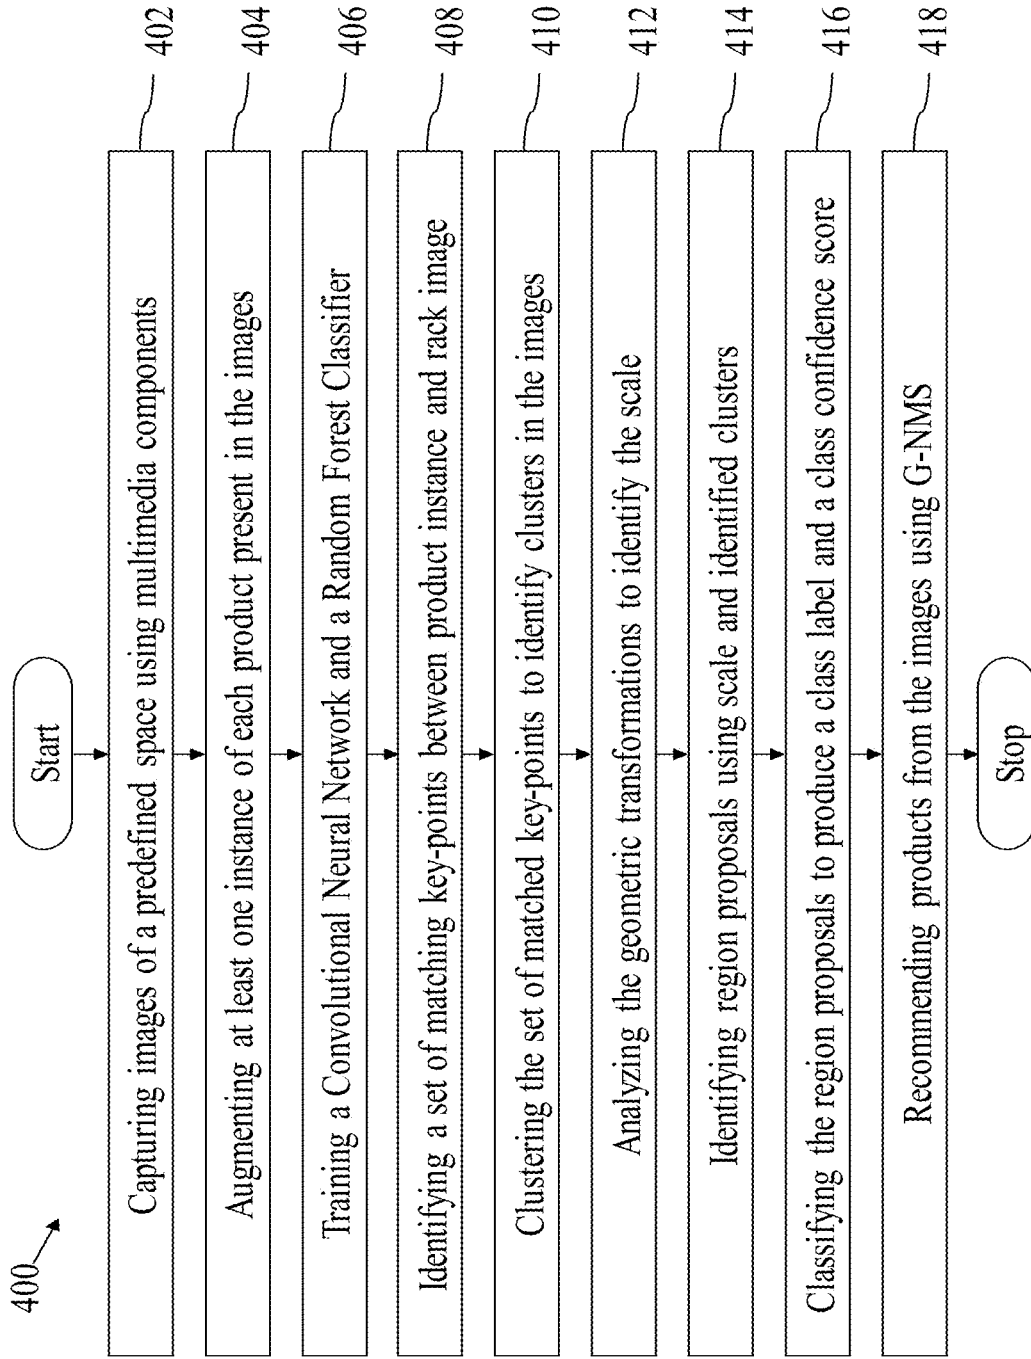 400
Start
Capturing images of a predefined space using multimedia components
402
Augmenting at least one instance of each product present in the images
404
Training a Convolutional Neural Network and a Random Forest Classifier
406
Identifying a set of matching key-points between product instance and rack image
408
Clustering the set of matched key-points to identify clusters in the images
410
Analyzing the geometric transformations to identify the scale
412
Identifying region proposals using scale and identified clusters
414
Classifying the region proposals to produce a class label and a class confidence score
416
Recommending products from the images using G-NMS
418
Stop